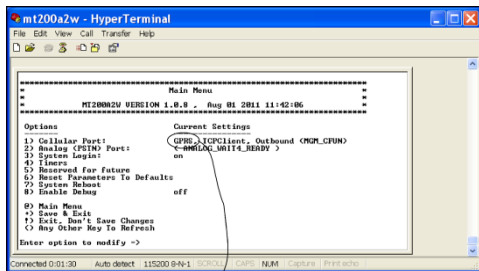 mt200a2w - HyperTerminal
File Edit View Call Transfer Help
Main Menu
MT200A2W VERSION 1.0.8 , Aug 01 2011 11:42:06
Options Current Settings
1) Cellular Port: GPRS, TCPClient, Outbound (MGM_CFUN)
2) Analog (PSTN) Port: ( ANALOG_WAIT4_READY )
3) System Login: on
4) Timers
5) Reserved for future
6) Reset Parameters To Defaults
7) System Reboot
8) Enable Debug off
0) Main Menu
*) Save & Exit
!) Exit, Don't Save Changes
<> Any Other Key To Refresh
Enter option to modify ->
Connected 0:01:30 Auto detect 115200 8-N-1 SCROLL CAPS NUM Capture Print echo